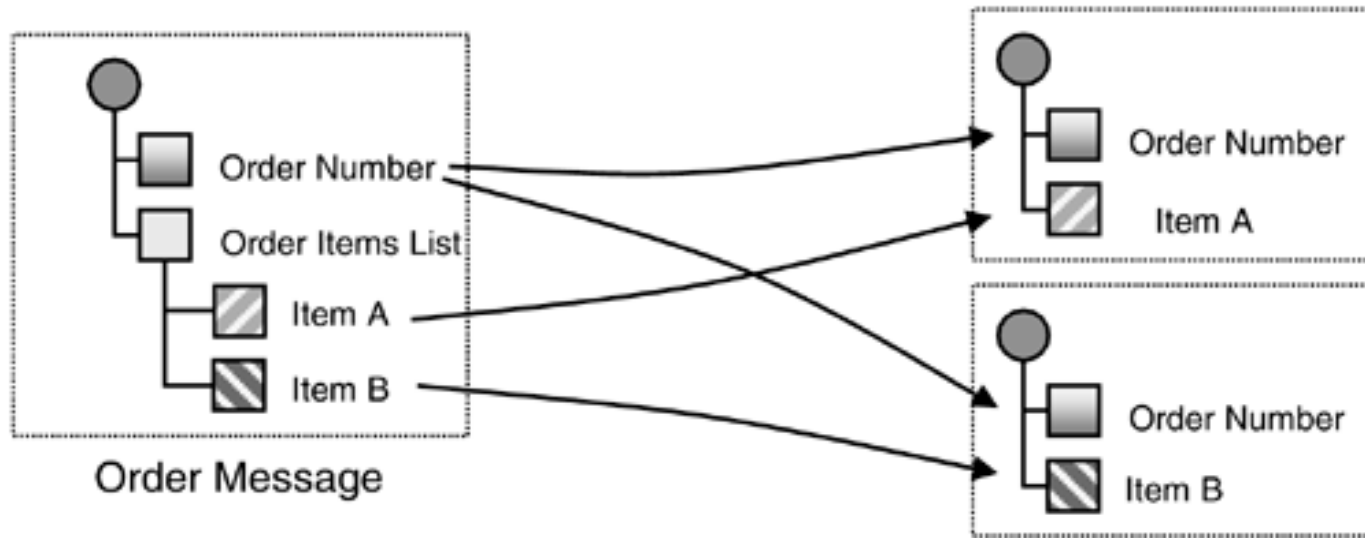 Order Number
Order Items List
Item A
Item B
Order Message
Order Number
Item A
Order Number
Item B